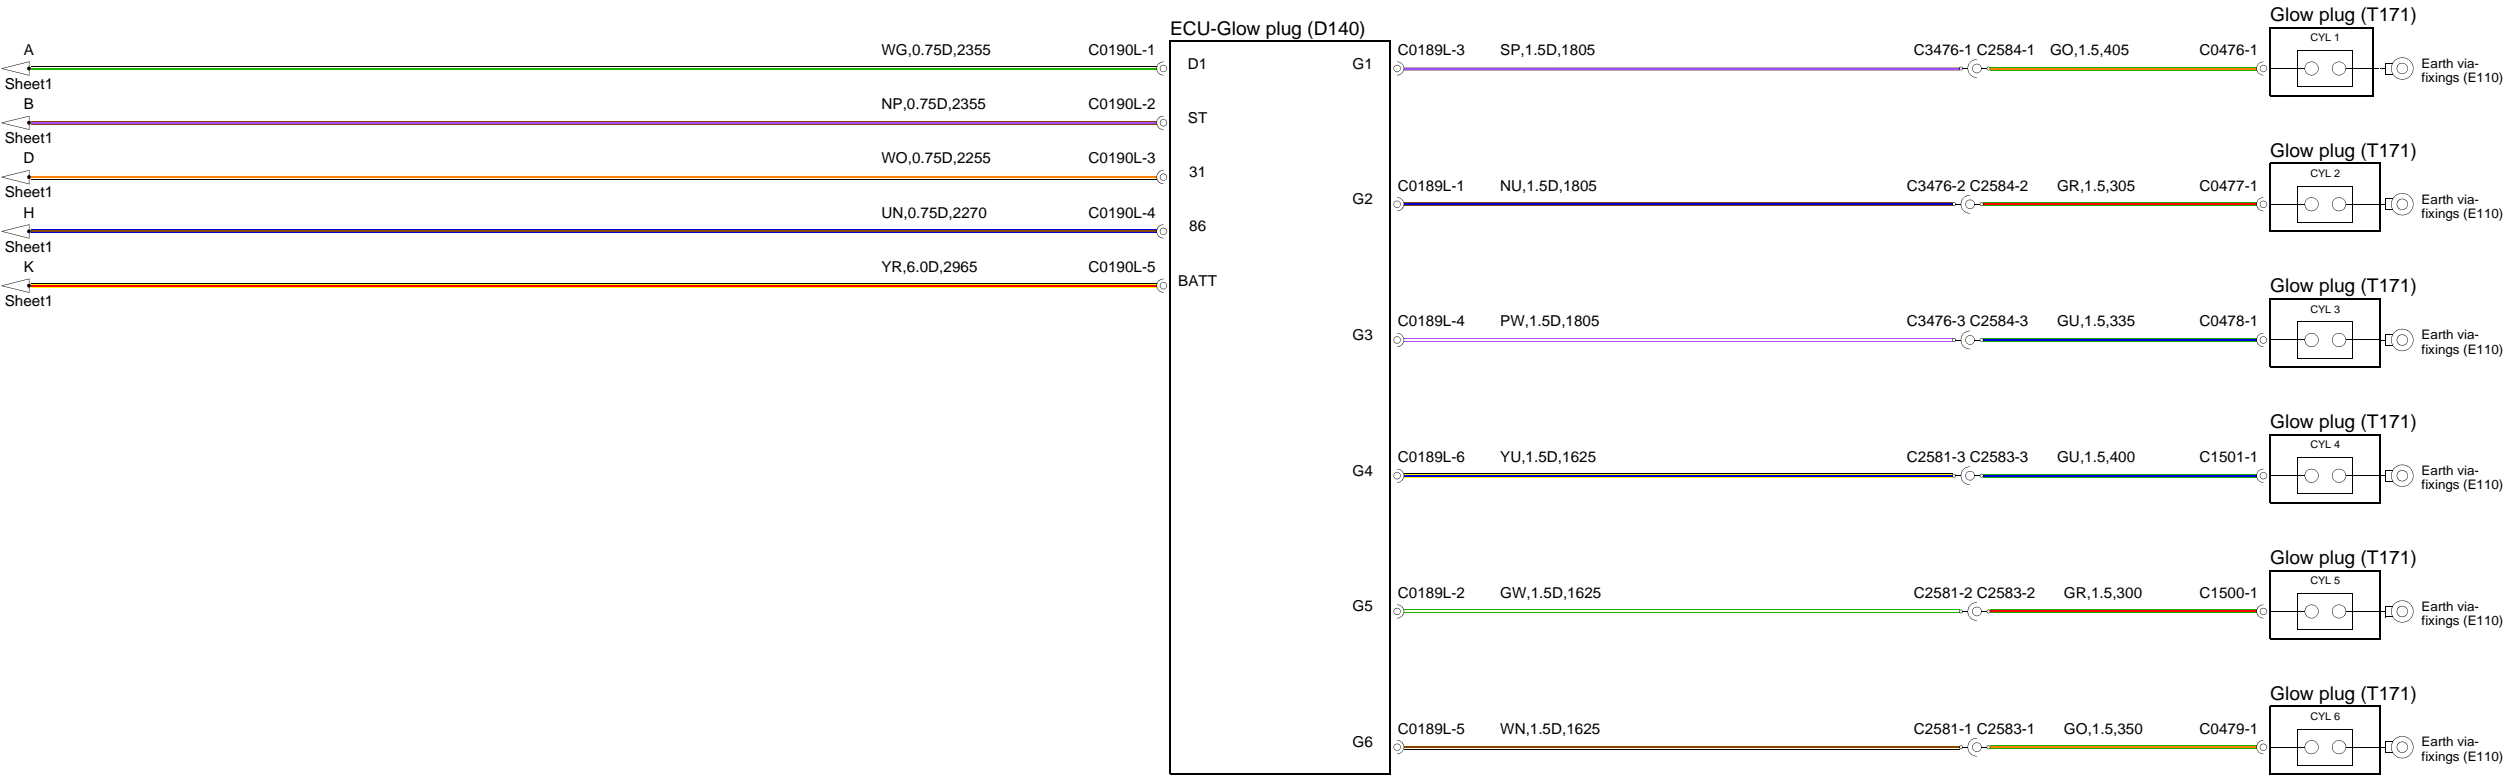 ECU-Glow plug (D140)
A
WG,0.75D,2355
C0190L-1
D1
Sheet1
B
NP,0.75D,2355
C0190L-2
ST
Sheet1
D
WO,0.75D,2255
C0190L-3
31
Sheet1
H
UN,0.75D,2270
C0190L-4
86
Sheet1
K
YR,6.0D,2965
C0190L-5
BATT
Sheet1
Glow plug (T171)
G1
C0189L-3
SP,1.5D,1805
C3476-1 C2584-1
GO,1.5,405
C0476-1
CYL 1
Earth via-
fixings (E110)
Glow plug (T171)
G2
C0189L-1
NU,1.5D,1805
C3476-2 C2584-2
GR,1.5,305
C0477-1
CYL 2
Earth via-
fixings (E110)
Glow plug (T171)
G3
C0189L-4
PW,1.5D,1805
C3476-3 C2584-3
GU,1.5,335
C0478-1
CYL 3
Earth via-
fixings (E110)
Glow plug (T171)
G4
C0189L-6
YU,1.5D,1625
C2581-3 C2583-3
GU,1.5,400
C1501-1
CYL 4
Earth via-
fixings (E110)
Glow plug (T171)
G5
C0189L-2
GW,1.5D,1625
C2581-2 C2583-2
GR,1.5,300
C1500-1
CYL 5
Earth via-
fixings (E110)
Glow plug (T171)
G6
C0189L-5
WN,1.5D,1625
C2581-1 C2583-1
GO,1.5,350
C0479-1
CYL 6
Earth via-
fixings (E110)